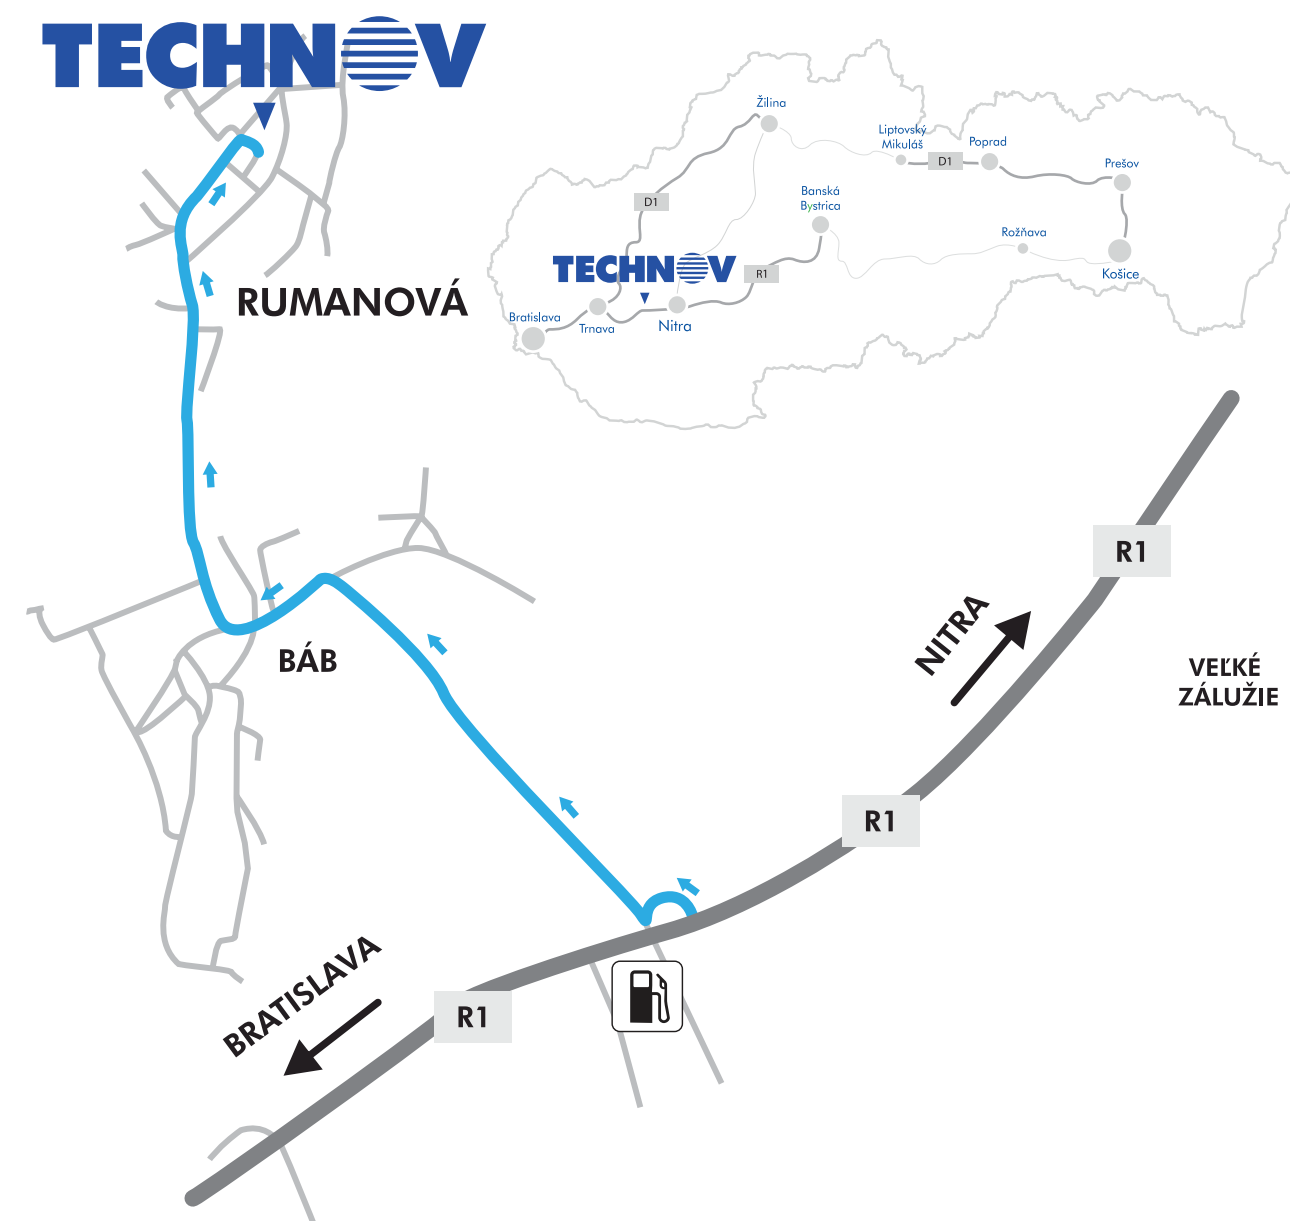 TECHNOV
Žilina
Liptovský
Mikuláš
D1
Poprad
Prešov
Banská
Bystrica
D1
Rožňava
TECHNOV
R1
Košice
Bratislava
Trnava
Nitra
RUMANOVÁ
R1
NITRA
BÁB
VEĽKÉ
ZÁLUŽIE
R1
BRATISLAVA
R1